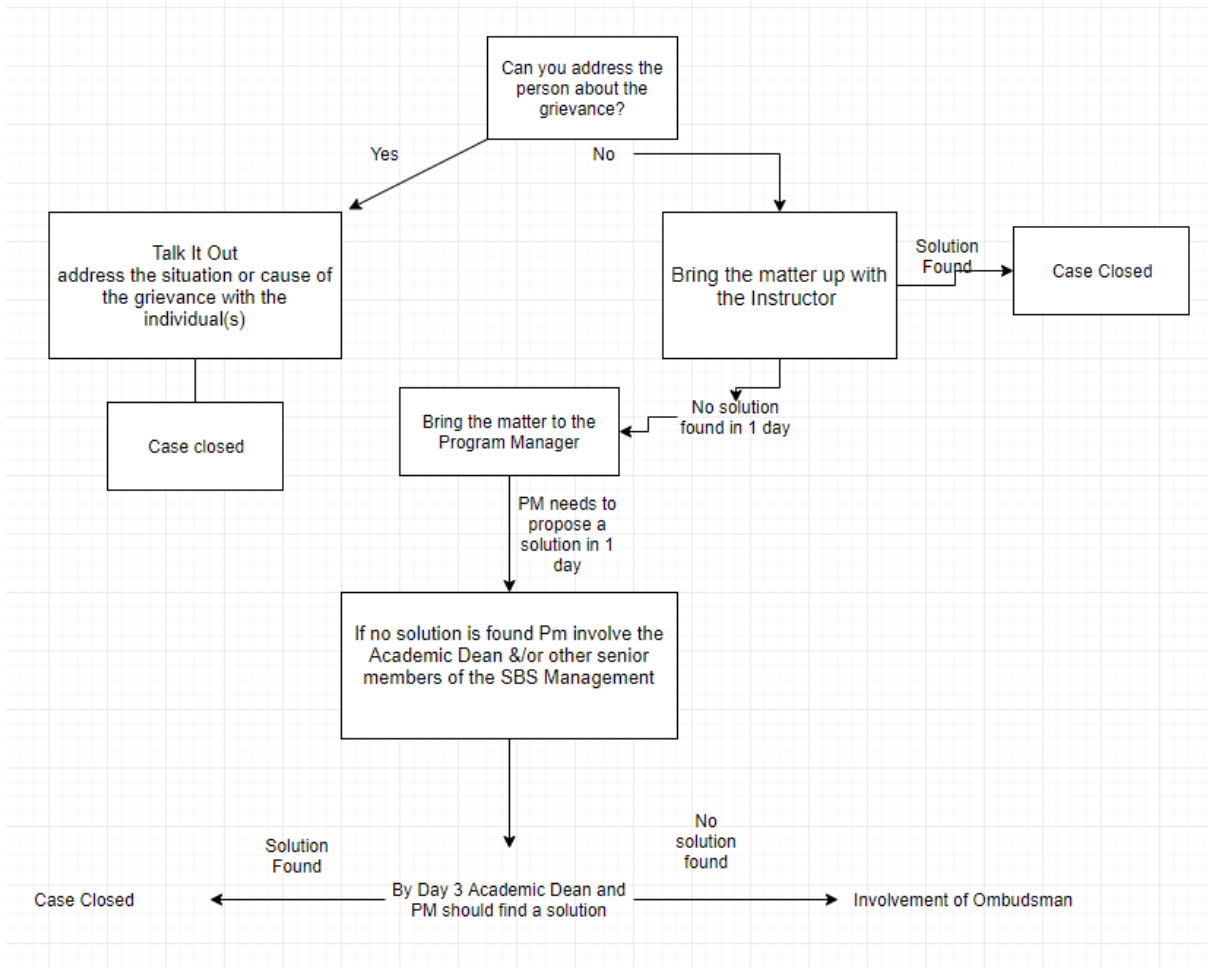 Can you address the
person about the
grievance?
Yes
No
Talk It Out
address the situation or cause of
the grievance with the
individual(s)
Bring the matter up with
the Instructor
Solution
Found
Case Closed
Case closed
Bring the matter to the
Program Manager
No solution
found in 1 day
PM needs to
propose a
solution in 1
day
If no solution is found Pm involve the
Academic Dean &/or other senior
members of the SBS Management
Solution
Found
No
solution
found
Case Closed
By Day 3 Academic Dean and
PM should find a solution
Involvement of Ombudsman